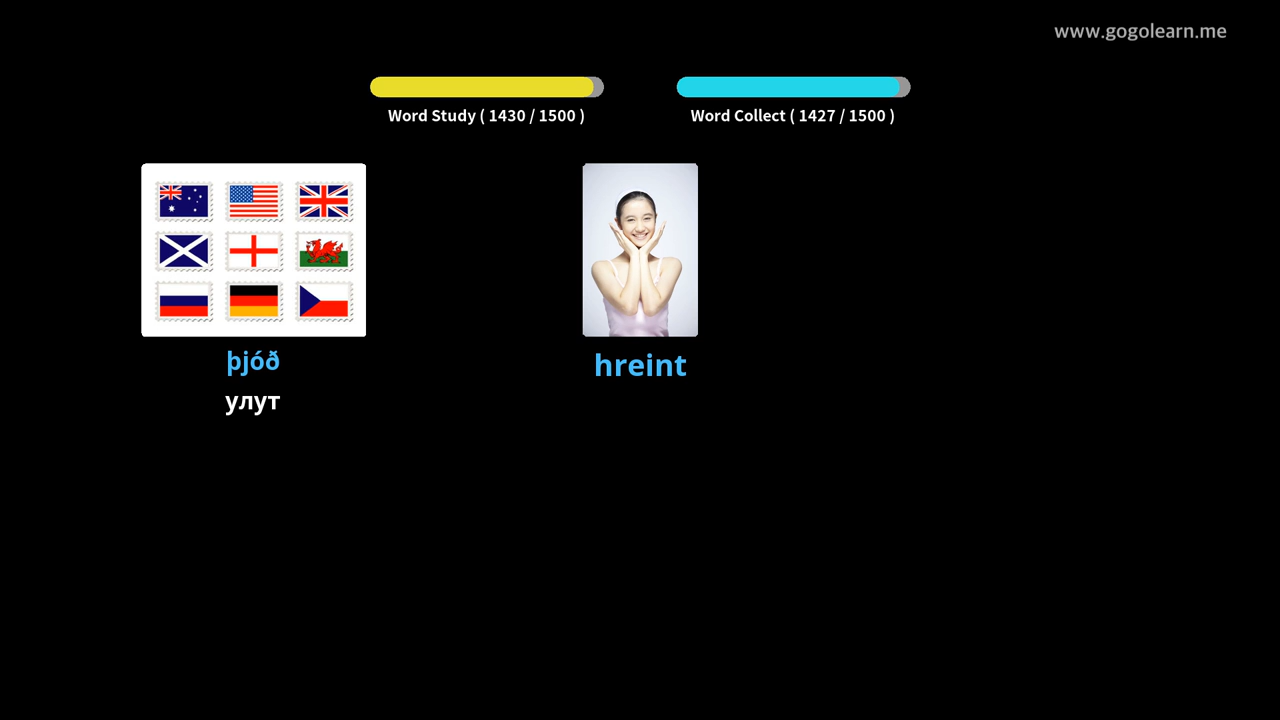 www.gogolearn.me
Word Study ( 1430 / 1500 )
Word Collect ( 1427 / 1500 )
þjóð
улут
hreint